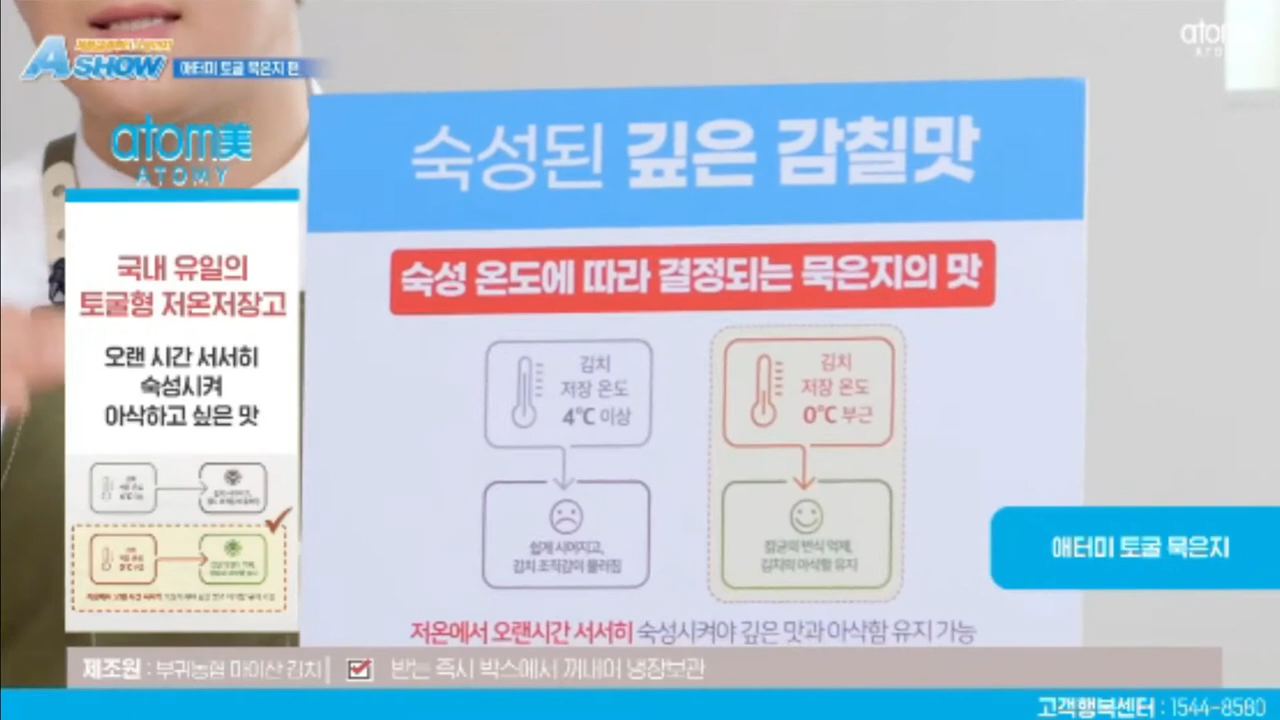 A SHOW
애터미 토굴 묵은지 편
atom美
ATOMY
국내 유일의
토굴형 저온저장고
오랜 시간 서서히
숙성시켜
아삭하고 싶은 맛
숙성된 깊은 감칠맛
숙성 온도에 따라 결정되는 묵은지의 맛
김치
저장 온도
4℃ 이상
김치
저장 온도
0℃ 부근
쉽게 시어지고,
김치 조직감이 물러짐
잡균의 번식 억제,
김치의 아삭함 유지
저온에서 오랜시간 서서히 숙성시켜야 깊은 맛과 아삭함 유지 가능
애터미 토굴 묵은지
제조원 : 부귀농협 마이산 김치 받는 즉시 박스에서 꺼내어 냉장보관
고객행복센터 : 1544-8580